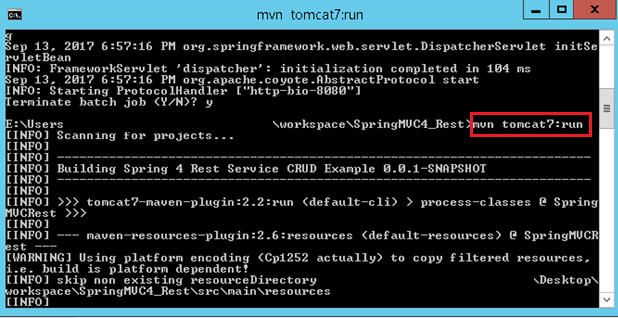 mvn  tomcat7:run
g
Sep 13, 2017 6:57:16 PM org.springframework.web.servlet.DispatcherServlet initSe
rvletBean
INFO: FrameworkServlet 'dispatcher': initialization completed in 104 ms
Sep 13, 2017 6:57:16 PM org.apache.coyote.AbstractProtocol start
INFO: Starting ProtocolHandler ["http-bio-8080"]
Terminate batch job (Y/N)? y
E:\Users \workspace\SpringMVC4_Rest>mvn tomcat7:run
[INFO] Scanning for projects...
[INFO]
[INFO] ------------------------------------------------------------------------
[INFO] Building Spring 4 Rest Service CRUD Example 0.0.1-SNAPSHOT
[INFO] ------------------------------------------------------------------------
[INFO]
[INFO] >>> tomcat7-maven-plugin:2.2:run (default-cli) > process-classes @ Spring
MVCRest >>>
[INFO]
[INFO] --- maven-resources-plugin:2.6:resources (default-resources) @ SpringMVCR
est ---
[WARNING] Using platform encoding (Cp1252 actually) to copy filtered resources,
i.e. build is platform dependent!
[INFO] skip non existing resourceDirectory \Desktop\
workspace\SpringMVC4_Rest\src\main\resources
[INFO]